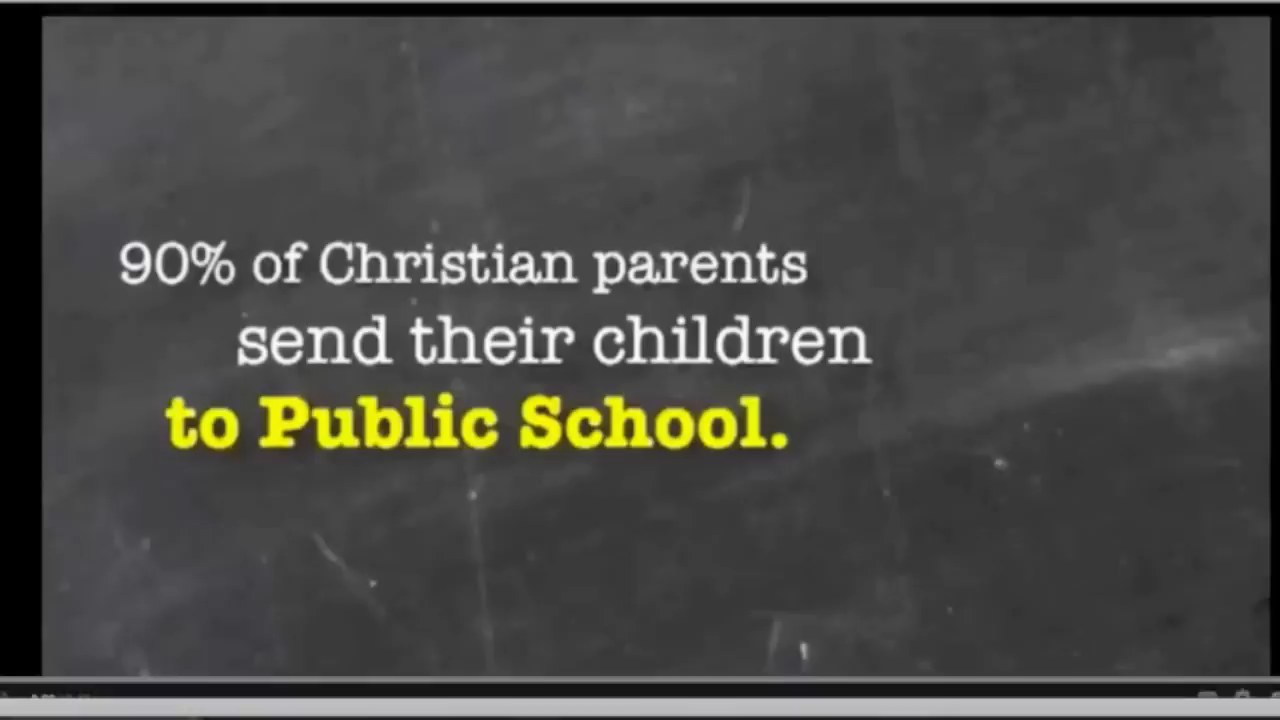 90% of Christian parents
send their children
to Public School.